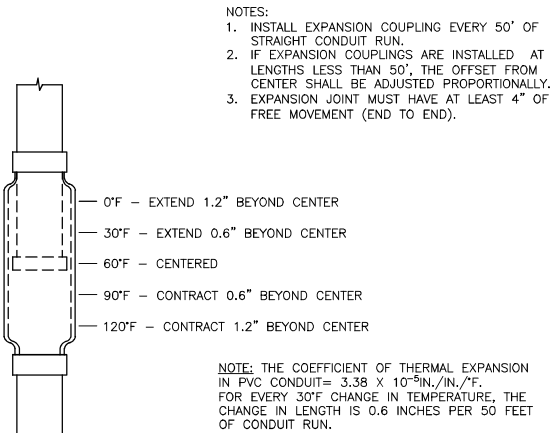 NOTES:
1. INSTALL EXPANSION COUPLING EVERY 50' OF
STRAIGHT CONDUIT RUN.
2. IF EXPANSION COUPLINGS ARE INSTALLED AT
LENGTHS LESS THAN 50', THE OFFSET FROM
CENTER SHALL BE ADJUSTED PROPORTIONALLY.
3. EXPANSION JOINT MUST HAVE AT LEAST 4" OF
FREE MOVEMENT (END TO END).
0°F – EXTEND 1.2" BEYOND CENTER
30°F – EXTEND 0.6" BEYOND CENTER
60°F – CENTERED
90°F – CONTRACT 0.6" BEYOND CENTER
120°F – CONTRACT 1.2" BEYOND CENTER
NOTE: THE COEFFICIENT OF THERMAL EXPANSION
IN PVC CONDUIT= 3.38 X 10⁻⁵IN./IN./°F.
FOR EVERY 30°F CHANGE IN TEMPERATURE, THE
CHANGE IN LENGTH IS 0.6 INCHES PER 50 FEET
OF CONDUIT RUN.